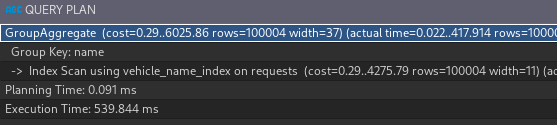 ABC QUERY PLAN
GroupAggregate (cost=0.29..6025.86 rows=100004 width=37) (actual time=0.022..417.914 rows=10000
Group Key: name
-> Index Scan using vehicle_name_index on requests (cost=0.29..4275.79 rows=100004 width=11) (ac
Planning Time: 0.091 ms
Execution Time: 539.844 ms